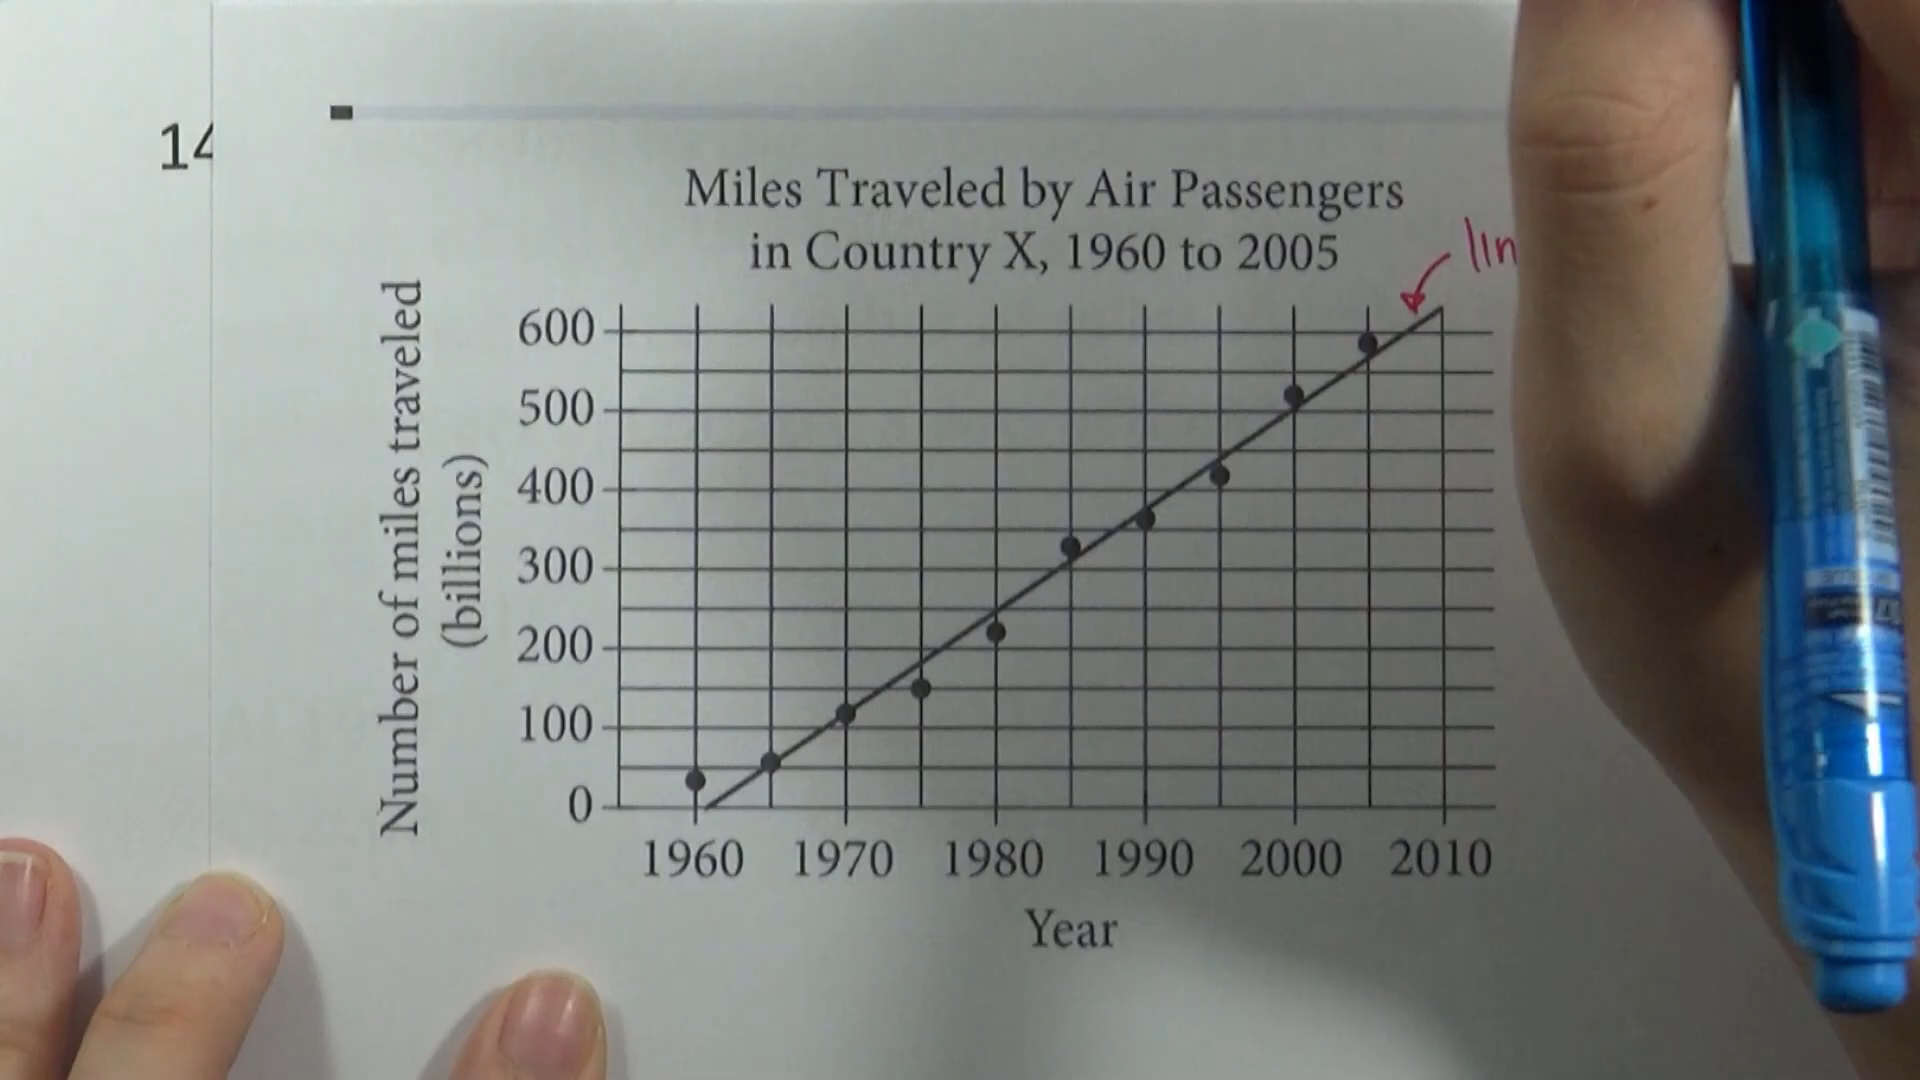 14
Miles Traveled by Air Passengers
in Country X, 1960 to 2005
lin
Number of miles traveled
(billions)
600
500
400
300
200
100
0
1960 1970 1980 1990 2000 2010
Year